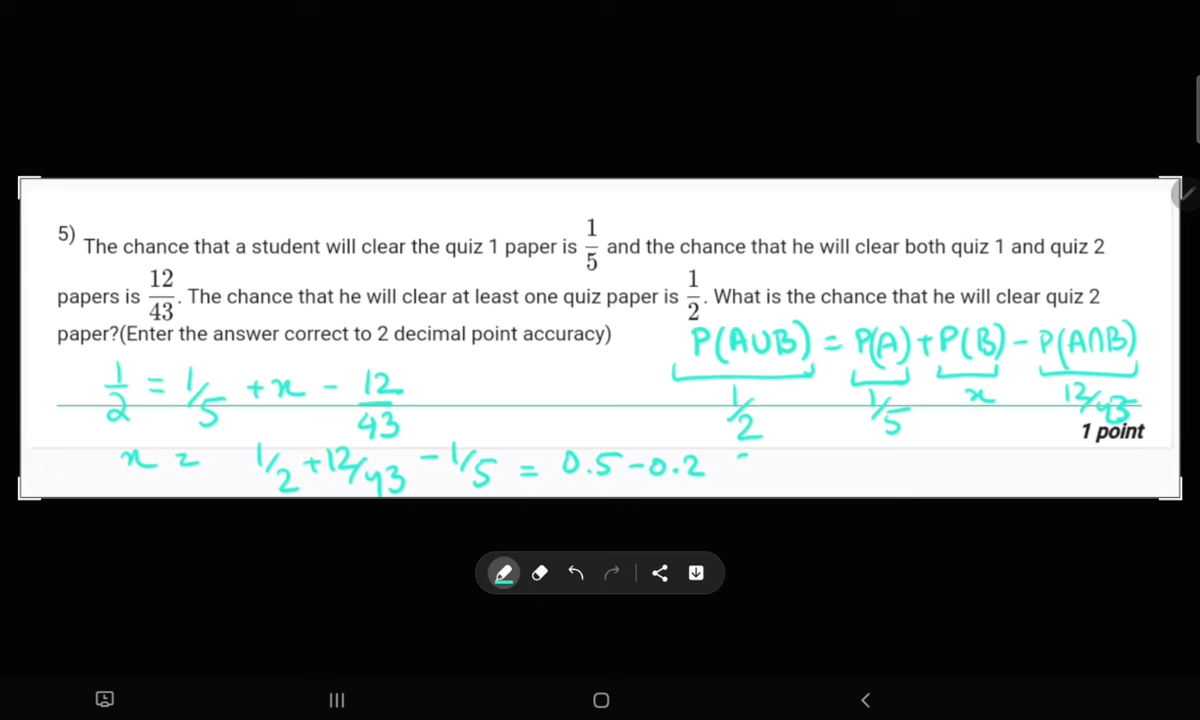 5) The chance that a student will clear the quiz 1 paper is 1/5 and the chance that he will clear both quiz 1 and quiz 2
papers is 12/43. The chance that he will clear at least one quiz paper is 1/2. What is the chance that he will clear quiz 2
paper?(Enter the answer correct to 2 decimal point accuracy)
P(A∪B) = P(A) + P(B) - P(A∩B)
1/2 1/5 x 12/43
1/2 = 1/5 + x - 12/43
1 point
x = 1/2 + 12/43 - 1/5 = 0.5 - 0.2 =